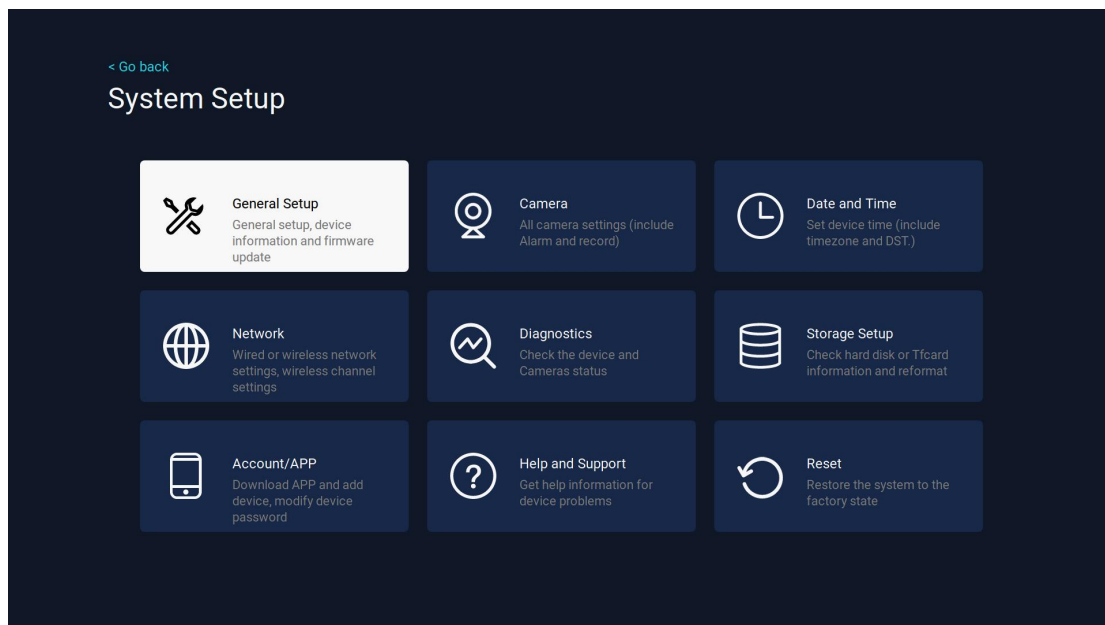 < Go back
System Setup
General Setup
General setup, device
information and firmware
update
Camera
All camera settings (include
Alarm and record)
Date and Time
Set device time (include
timezone and DST.)
Network
Wired or wireless network
settings, wireless channel
settings
Diagnostics
Check the device and
Cameras status
Storage Setup
Check hard disk or Tfcard
information and reformat
Account/APP
Download APP and add
device, modify device
password
Help and Support
Get help information for
device problems
Reset
Restore the system to the
factory state